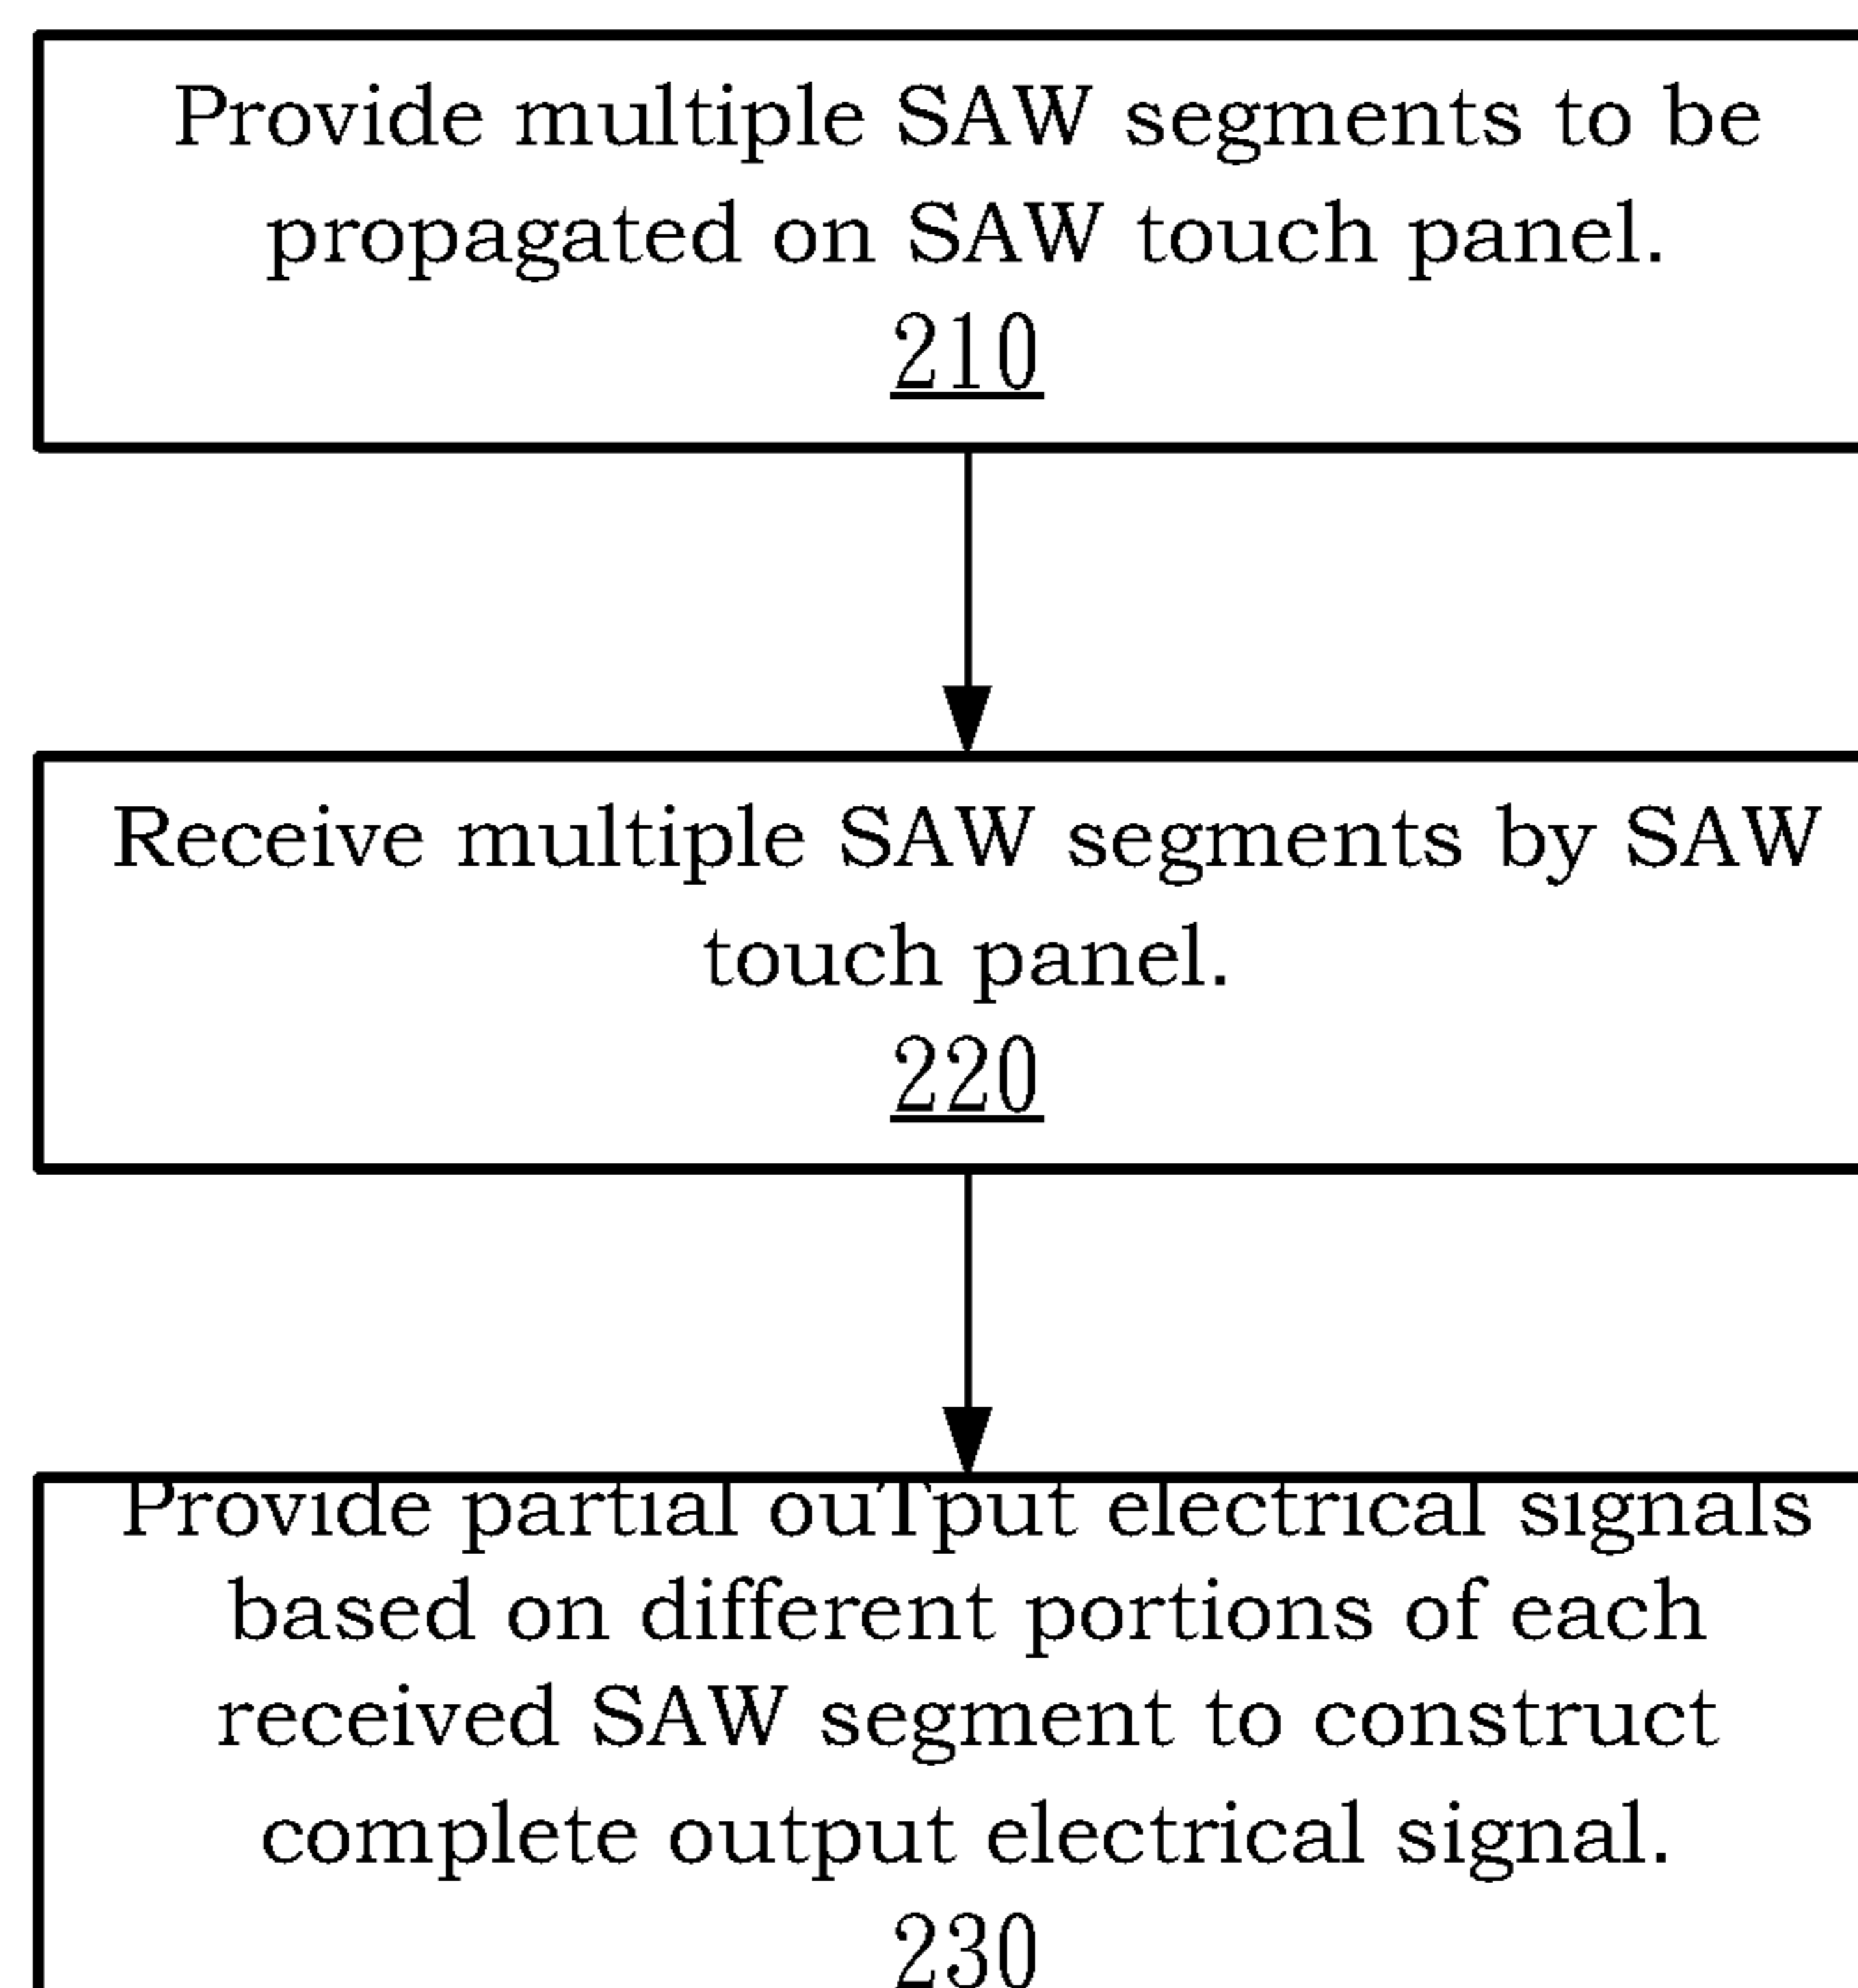 Provide multiple SAW segments to be
propagated on SAW touch panel.
210
Receive multiple SAW segments by SAW
touch panel.
220
Provide partial ouTput electrical signals
based on different portions of each
received SAW segment to construct
complete output electrical signal.
230